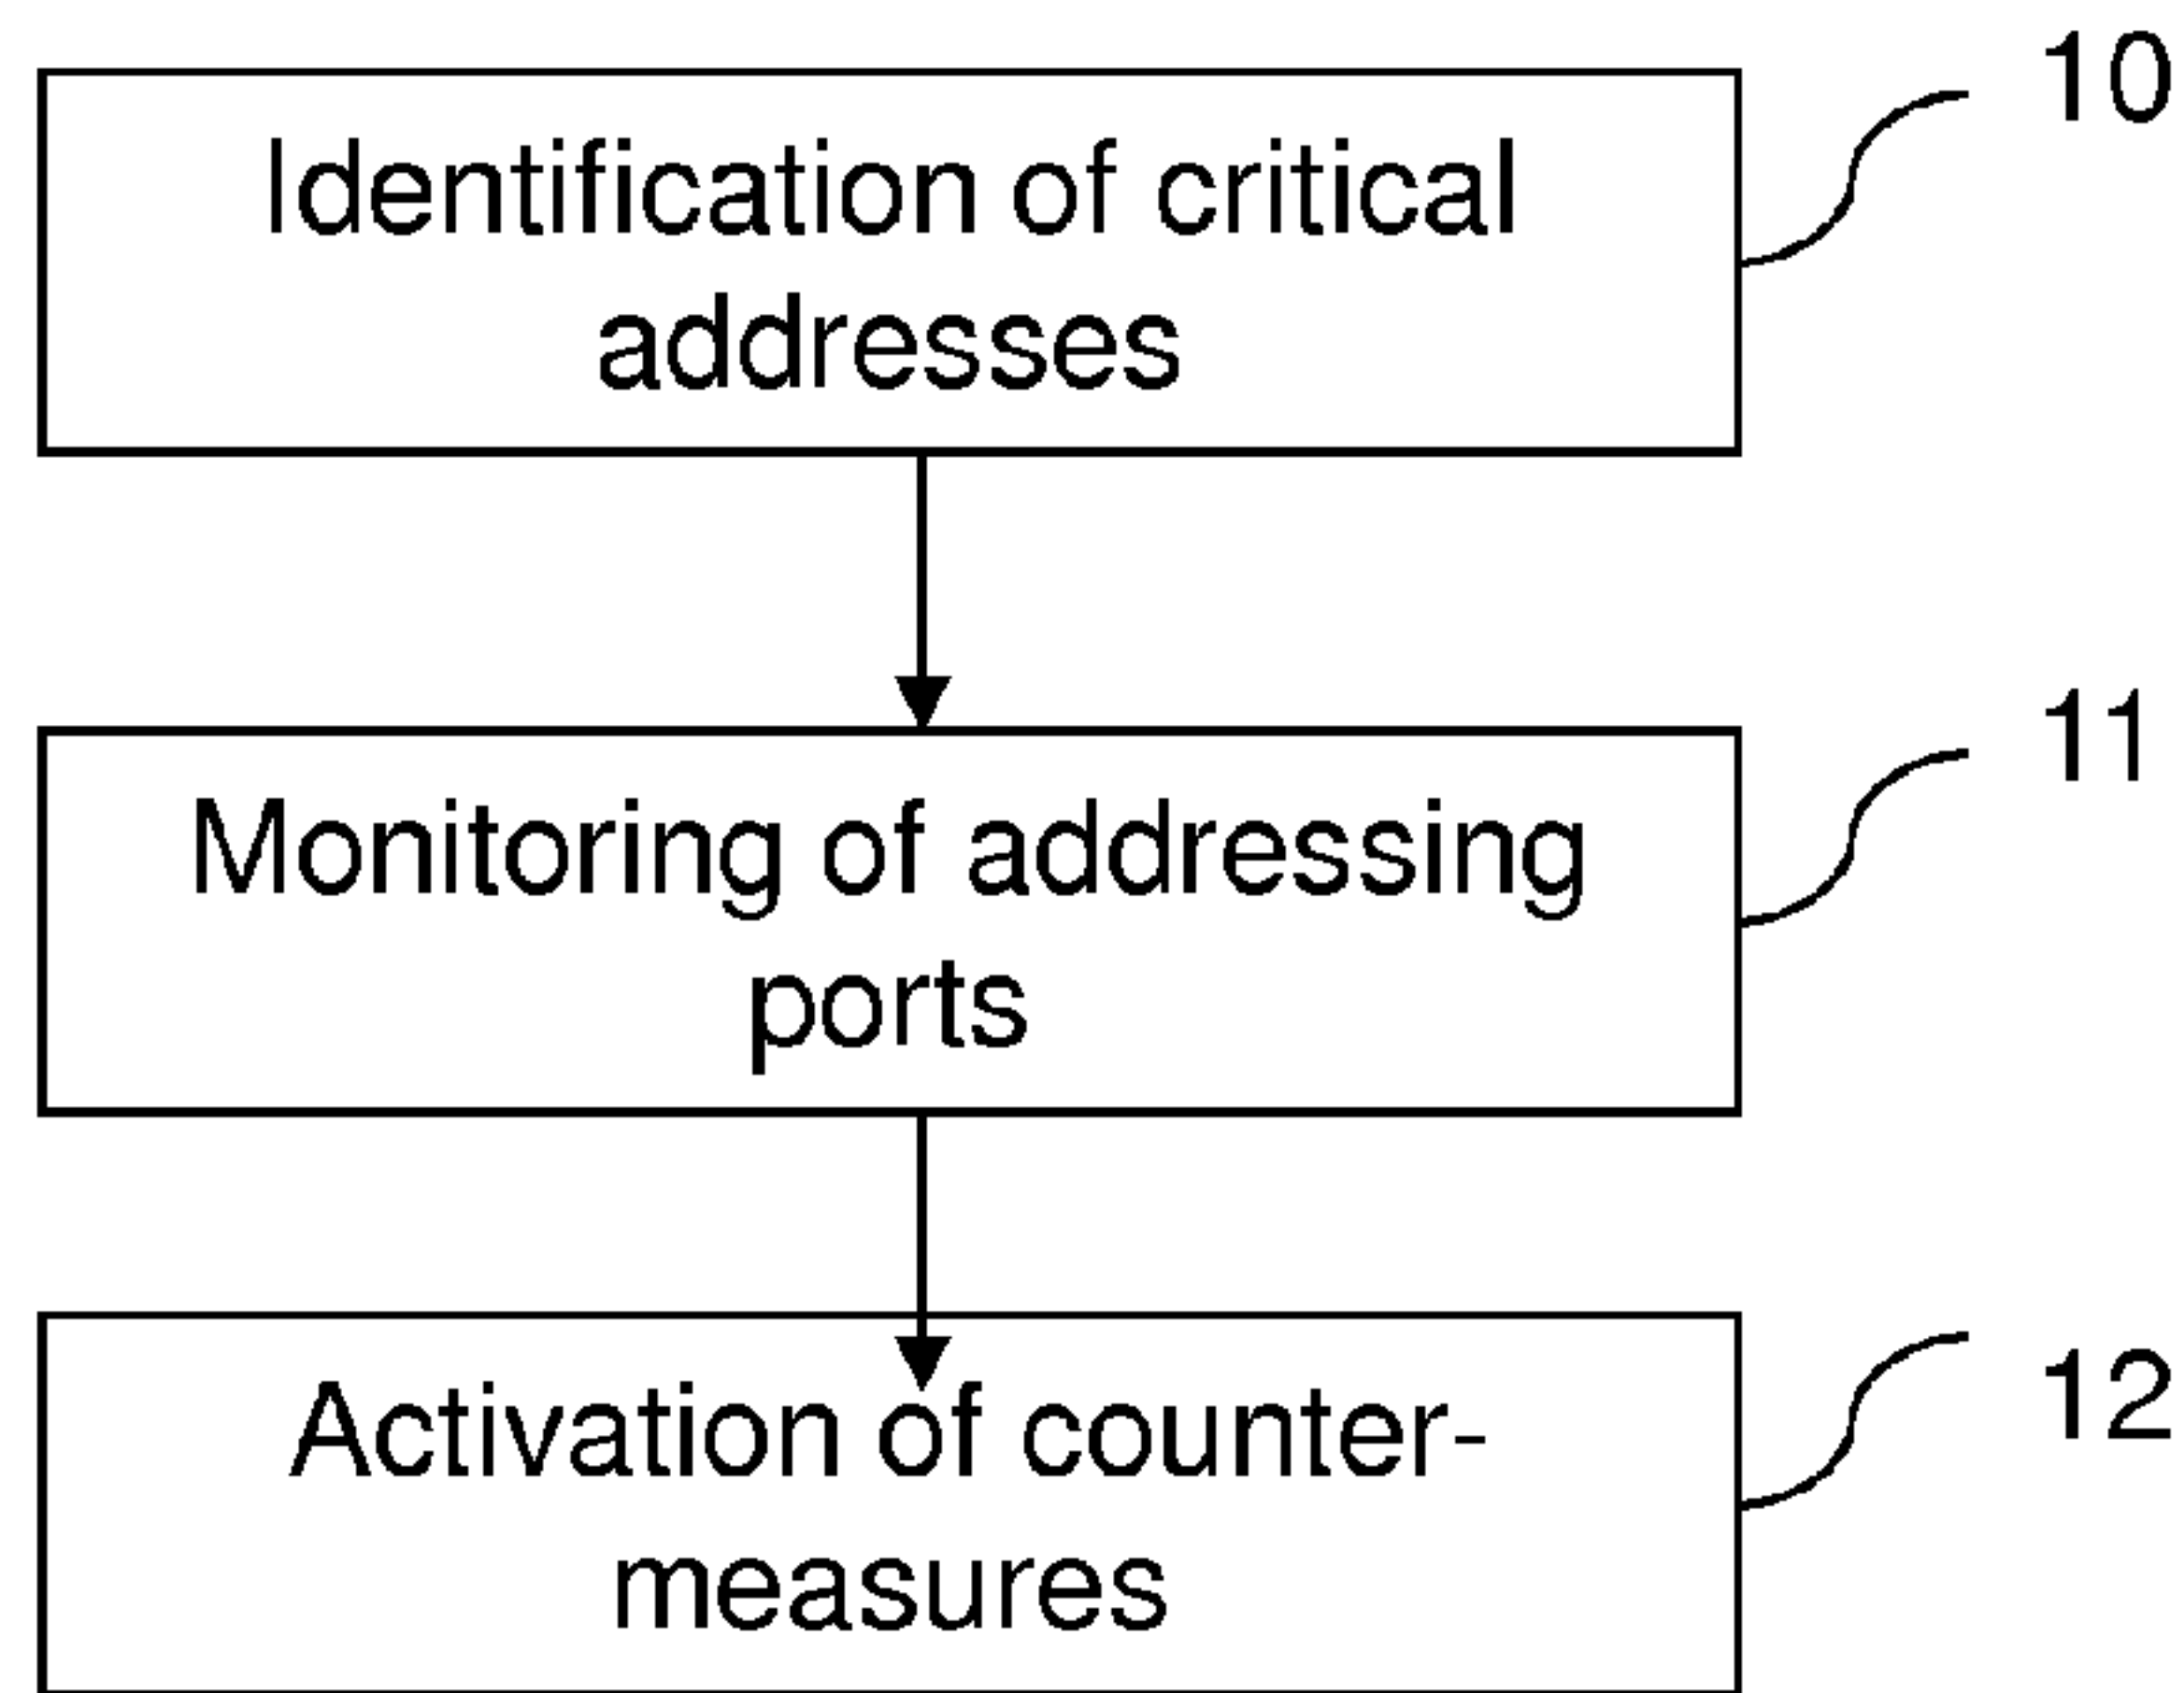 10
Identification of critical
addresses
11
Monitoring of addressing
ports
12
Activation of counter-
measures